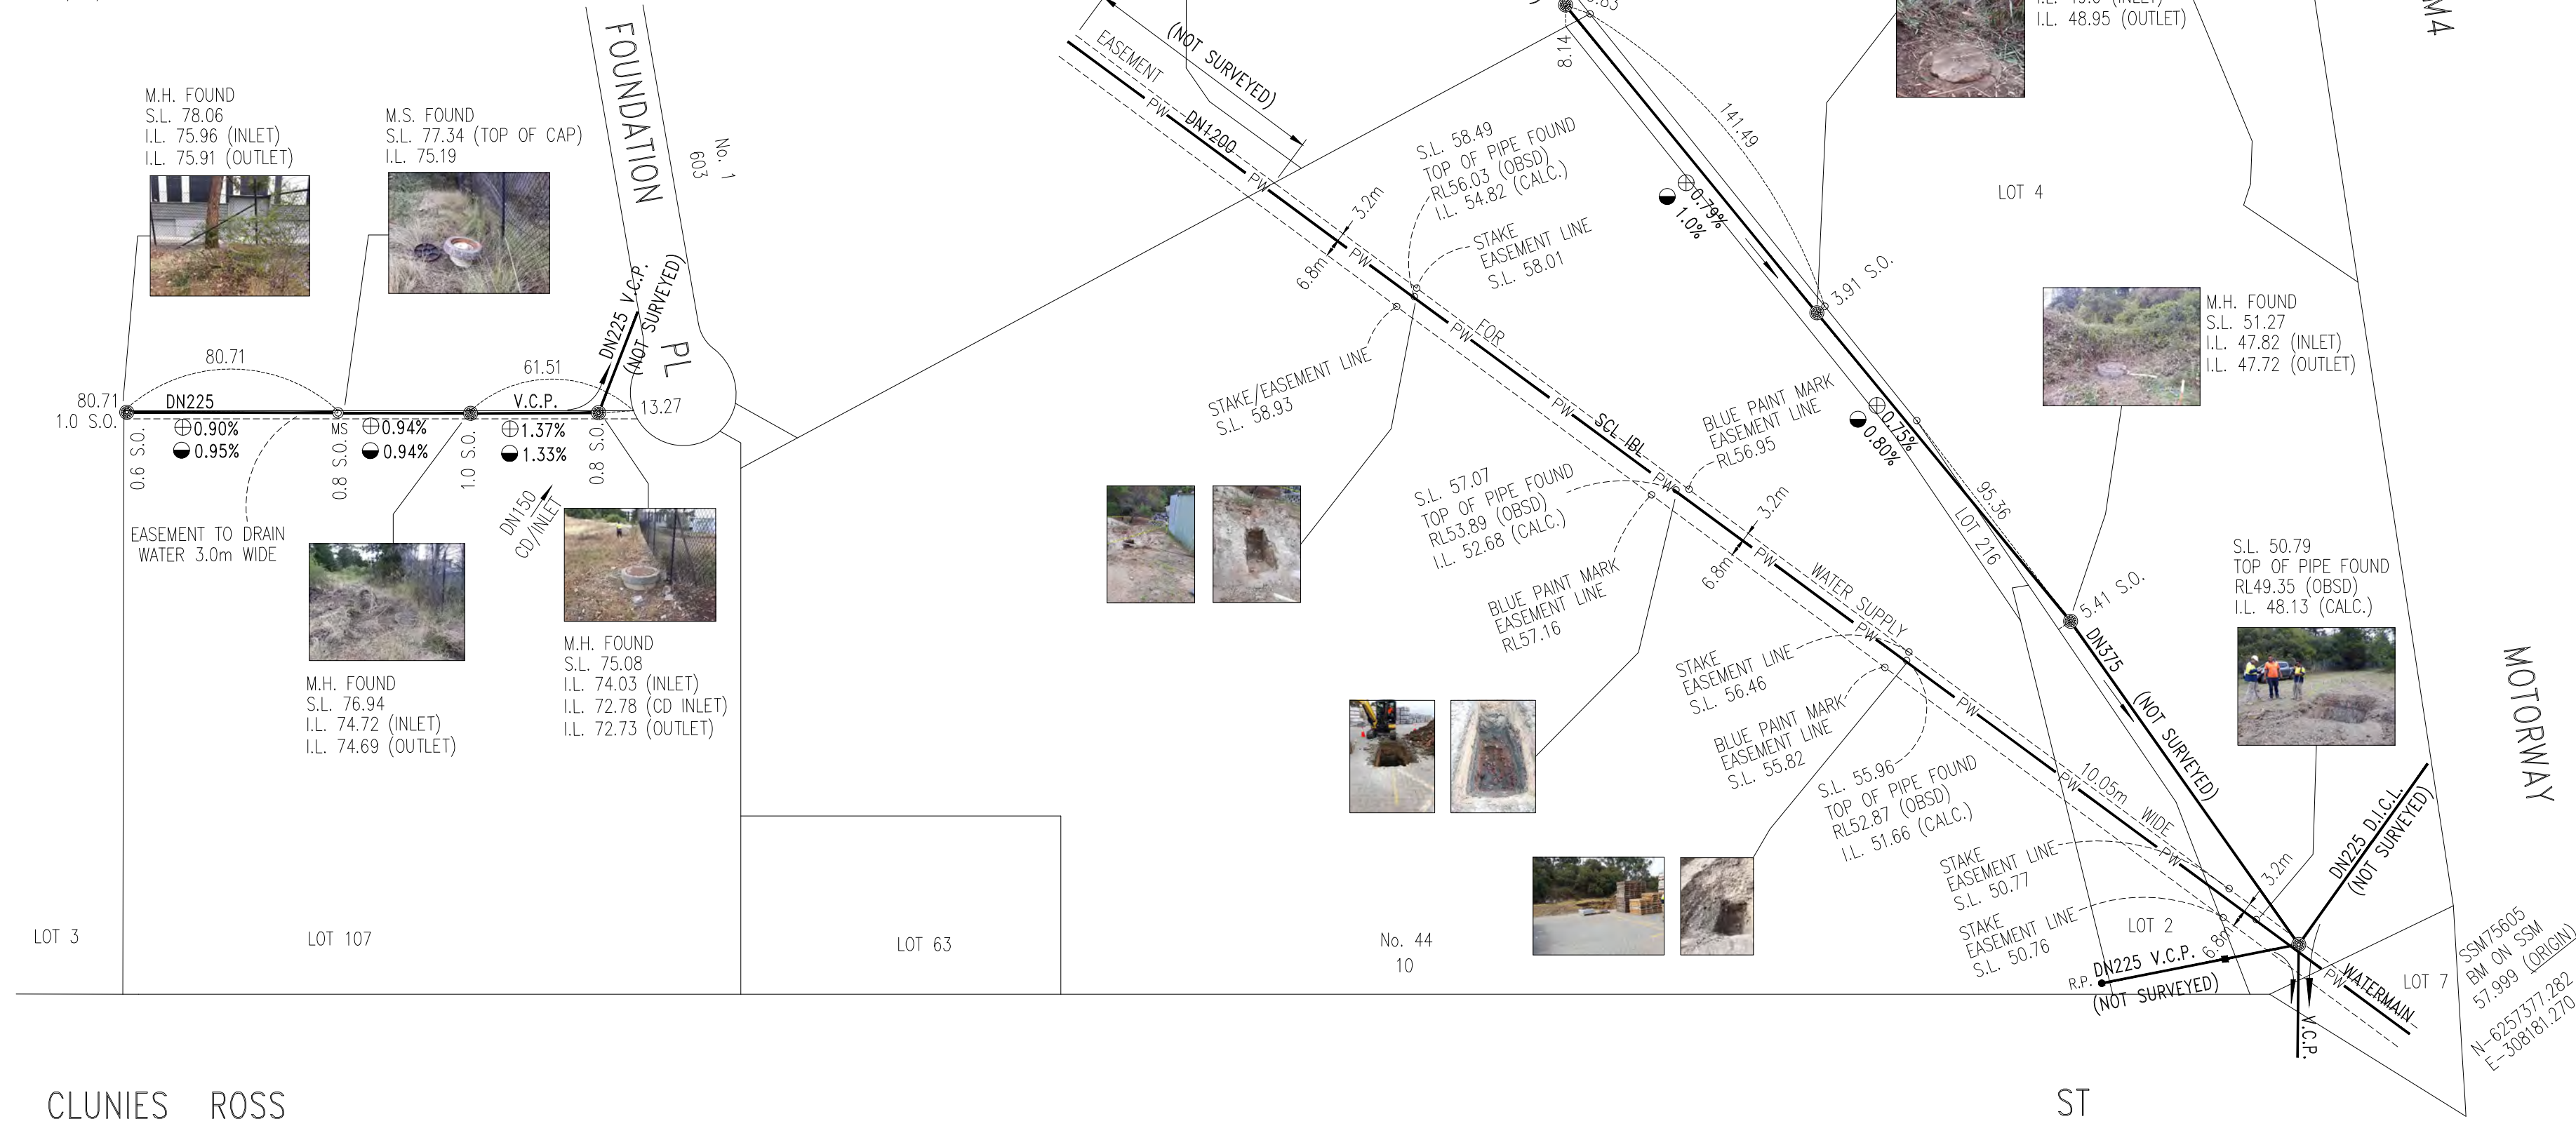 M.H. FOUND
S.L. 78.06
I.L. 75.96 (INLET)
I.L. 75.91 (OUTLET)
M.S. FOUND
S.L. 77.34 (TOP OF CAP)
I.L. 75.19
FOUNDATION
PL
No. 1
603
DN225 V.C.P.
(NOT SURVEYED)
80.71
61.51
80.71
1.0 S.O.
DN225
V.C.P.
13.27
0.90%
0.95%
MS
0.94%
0.94%
1.37%
1.33%
0.6 S.O.
0.8 S.O.
1.0 S.O.
0.8 S.O.
DN150
CD/INLET
EASEMENT TO DRAIN
WATER 3.0m WIDE
M.H. FOUND
S.L. 76.94
I.L. 74.72 (INLET)
I.L. 74.69 (OUTLET)
M.H. FOUND
S.L. 75.08
I.L. 74.03 (INLET)
I.L. 72.78 (CD INLET)
I.L. 72.73 (OUTLET)
LOT 3
LOT 107
LOT 63
No. 44
10
EASEMENT
(NOT SURVEYED)
PW
DN1200
PW
3.2m
6.8m
PW
S.L. 58.49
TOP OF PIPE FOUND
RL56.03 (OBSD)
I.L. 54.82 (CALC.)
STAKE
EASEMENT LINE
S.L. 58.01
STAKE/EASEMENT LINE
S.L. 58.93
PW
FOR
PW
SCL IBL
PW
BLUE PAINT MARK
EASEMENT LINE
RL56.95
S.L. 57.07
TOP OF PIPE FOUND
RL53.89 (OBSD)
I.L. 52.68 (CALC.)
BLUE PAINT MARK
EASEMENT LINE
RL57.16
3.2m
6.8m
PW
WATER SUPPLY
PW
STAKE
EASEMENT LINE
S.L. 56.46
BLUE PAINT MARK
EASEMENT LINE
S.L. 55.82
S.L. 55.96
TOP OF PIPE FOUND
RL52.87 (OBSD)
I.L. 51.66 (CALC.)
PW
10.05m WIDE
PW
PW
STAKE
EASEMENT LINE
S.L. 50.77
STAKE
EASEMENT LINE
S.L. 50.76
3.2m
6.8m
PW
WATERMAIN
8.14
141.49
0.79%
1.0%
I.L. 48.95 (OUTLET)
M4
LOT 4
3.91 S.O.
0.75%
0.80%
95.36
LOT 216
M.H. FOUND
S.L. 51.27
I.L. 47.82 (INLET)
I.L. 47.72 (OUTLET)
5.41 S.O.
DN375
(NOT SURVEYED)
S.L. 50.79
TOP OF PIPE FOUND
RL49.35 (OBSD)
I.L. 48.13 (CALC.)
MOTORWAY
DN225 D.I.C.L.
(NOT SURVEYED)
LOT 2
R.P.
DN225 V.C.P.
(NOT SURVEYED)
LOT 7
V.C.P.
SSM75605
BM ON SSM
57.999 (ORIGIN)
N-6257377.282
E-308181.270
CLUNIES ROSS
ST